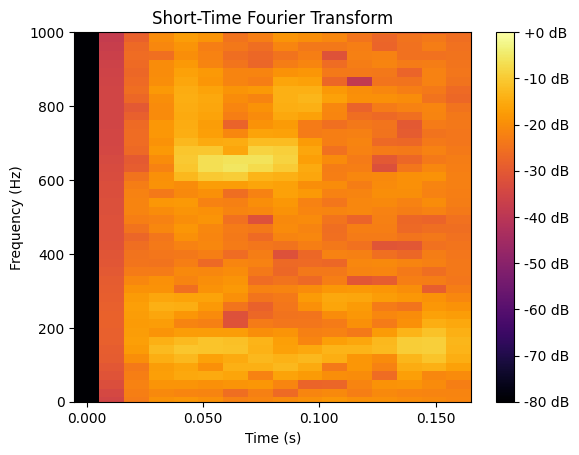 Short-Time Fourier Transform
1000
800
600
400
200
0
Frequency (Hz)
0.000
0.050
0.100
0.150
Time (s)
+0 dB
-10 dB
-20 dB
-30 dB
-40 dB
-50 dB
-60 dB
-70 dB
-80 dB